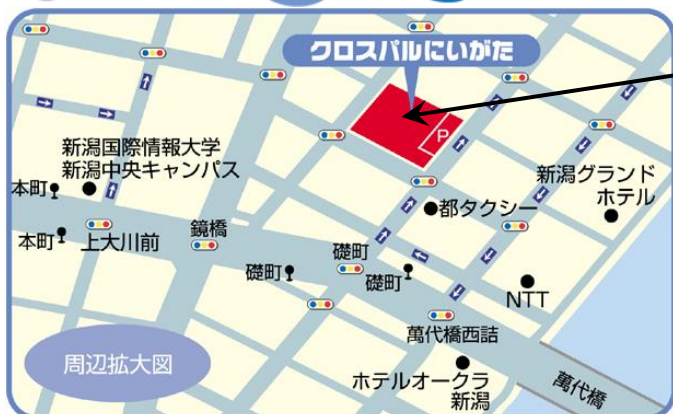 クロスパルにいがた
P
新潟国際情報大学
新潟中央キャンパス
本町
新潟グランド
ホテル
都タクシー
本町
上大川前
鏡橋
礎町
礎町
礎町
NTT
萬代橋西詰
周辺拡大図
ホテルオークラ
新潟
萬代橋